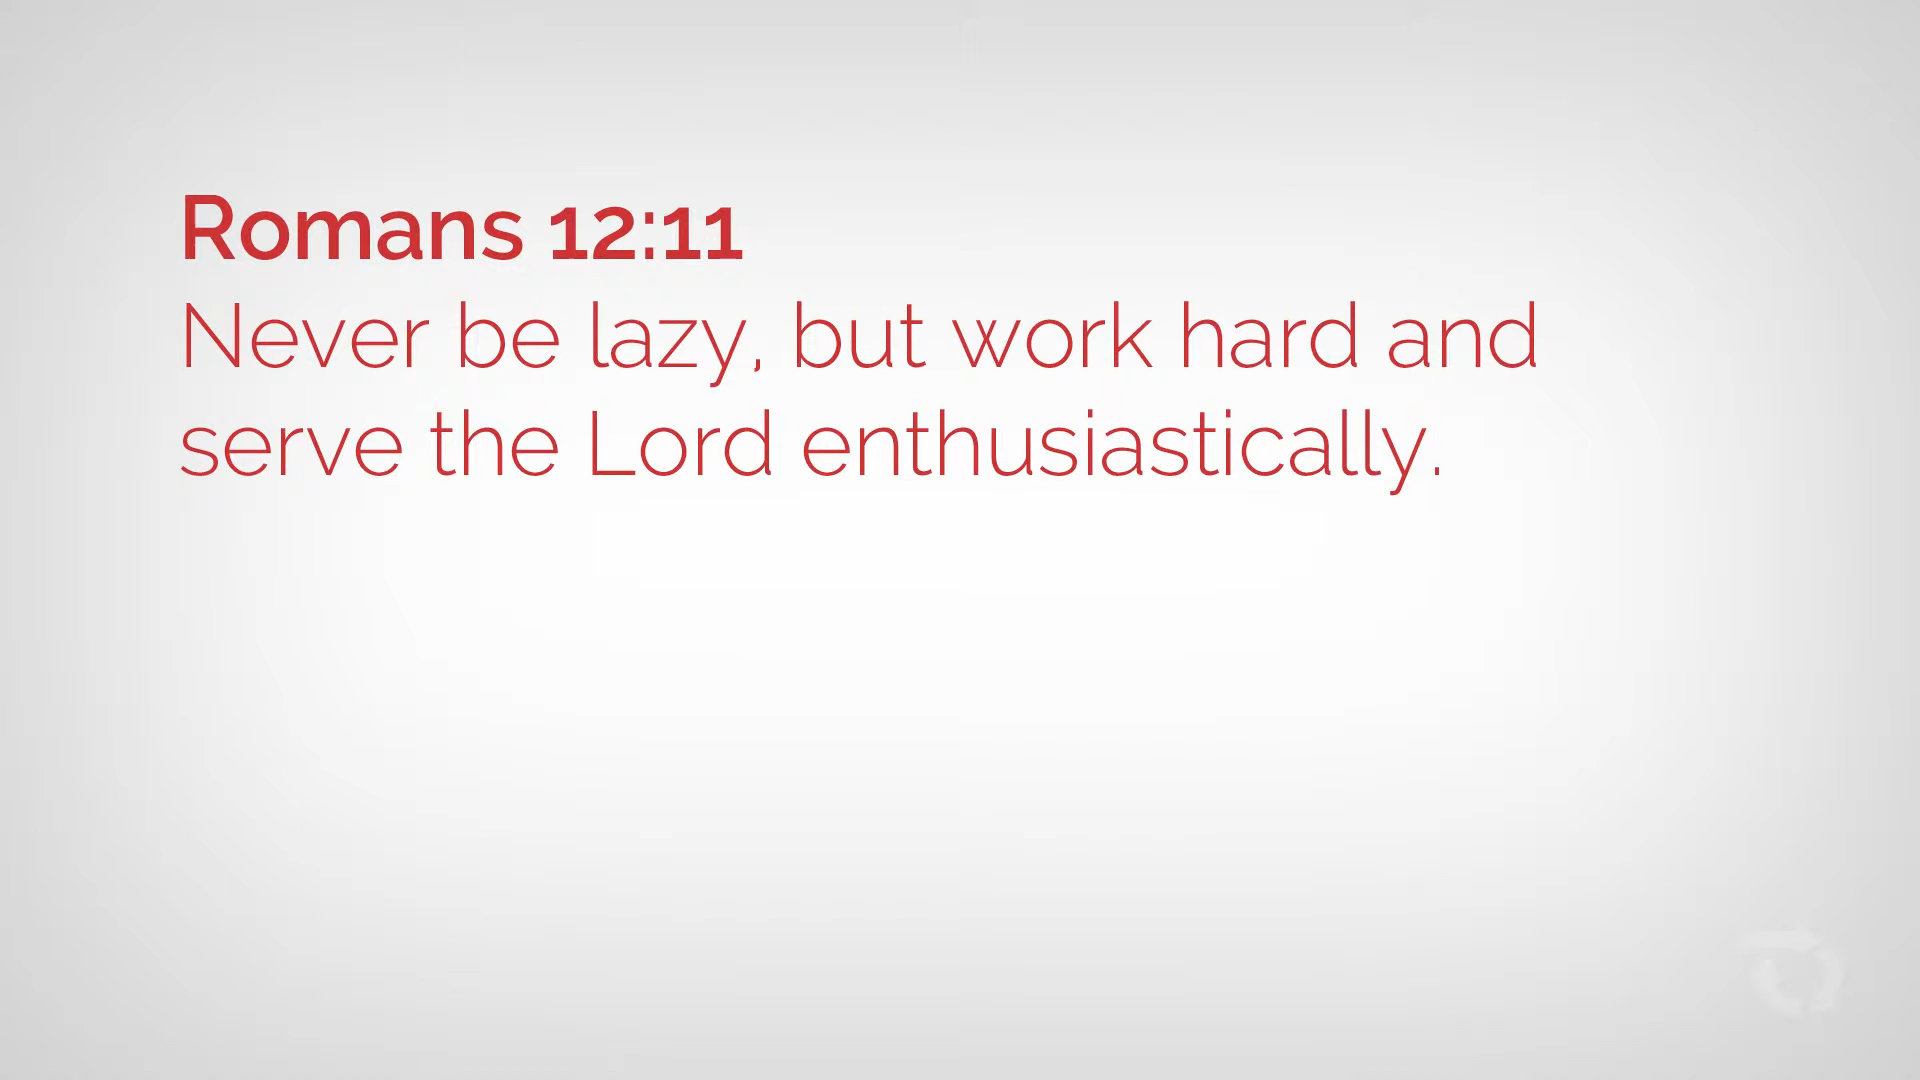 Romans 12:11
Never be lazy, but work hard and
serve the Lord enthusiastically.